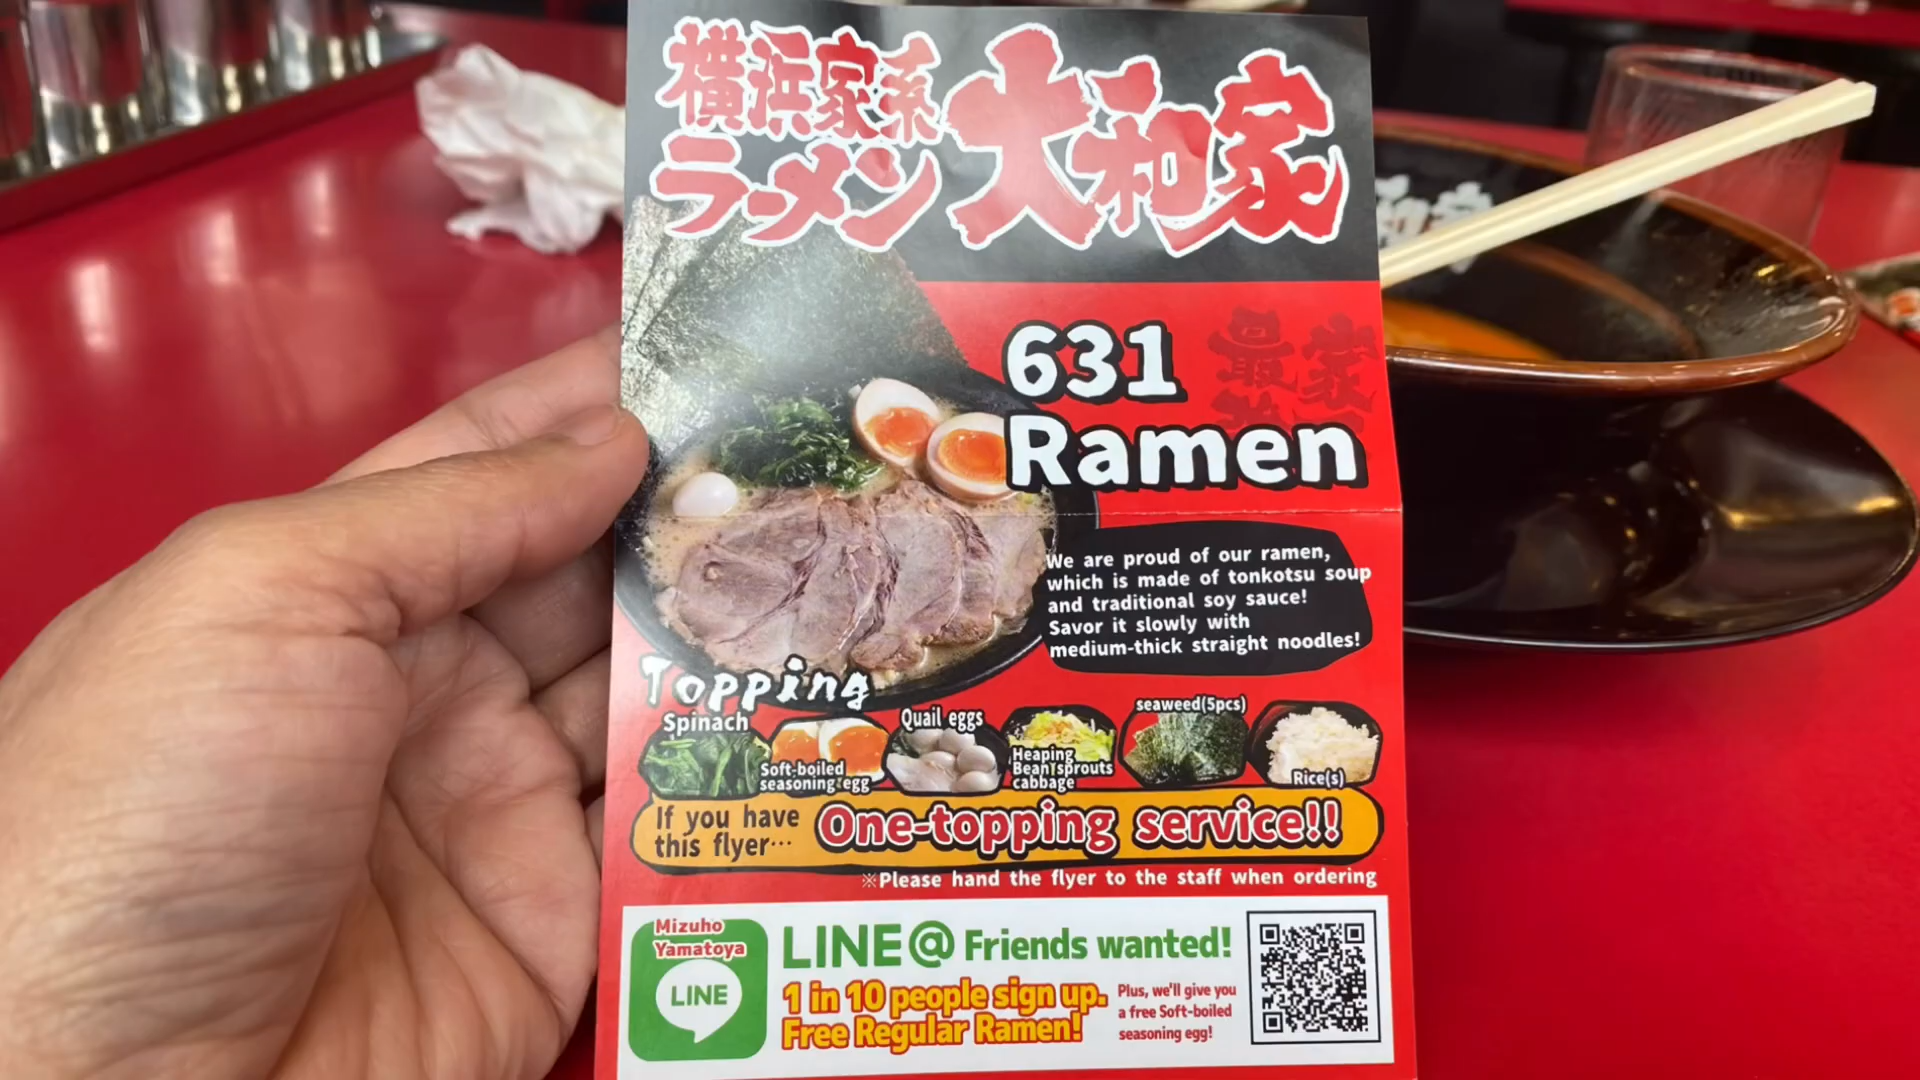 横浜家系
ラーメン
大和家
631
Ramen
最
家
We are proud of our ramen,
which is made of tonkotsu soup
and traditional soy sauce!
Savor it slowly with
medium-thick straight noodles!
Topping
Spinach
Soft-boiled
seasoning egg
Quail eggs
Heaping
Bean sprouts
cabbage
seaweed(5pcs)
Rice(s)
If you have
this flyer…
One-topping service!!
※Please hand the flyer to the staff when ordering
Mizuho
Yamatoya
LINE
LINE@ Friends wanted!
1 in 10 people sign up.
Free Regular Ramen!
Plus, we'll give you
a free Soft-boiled
seasoning egg!